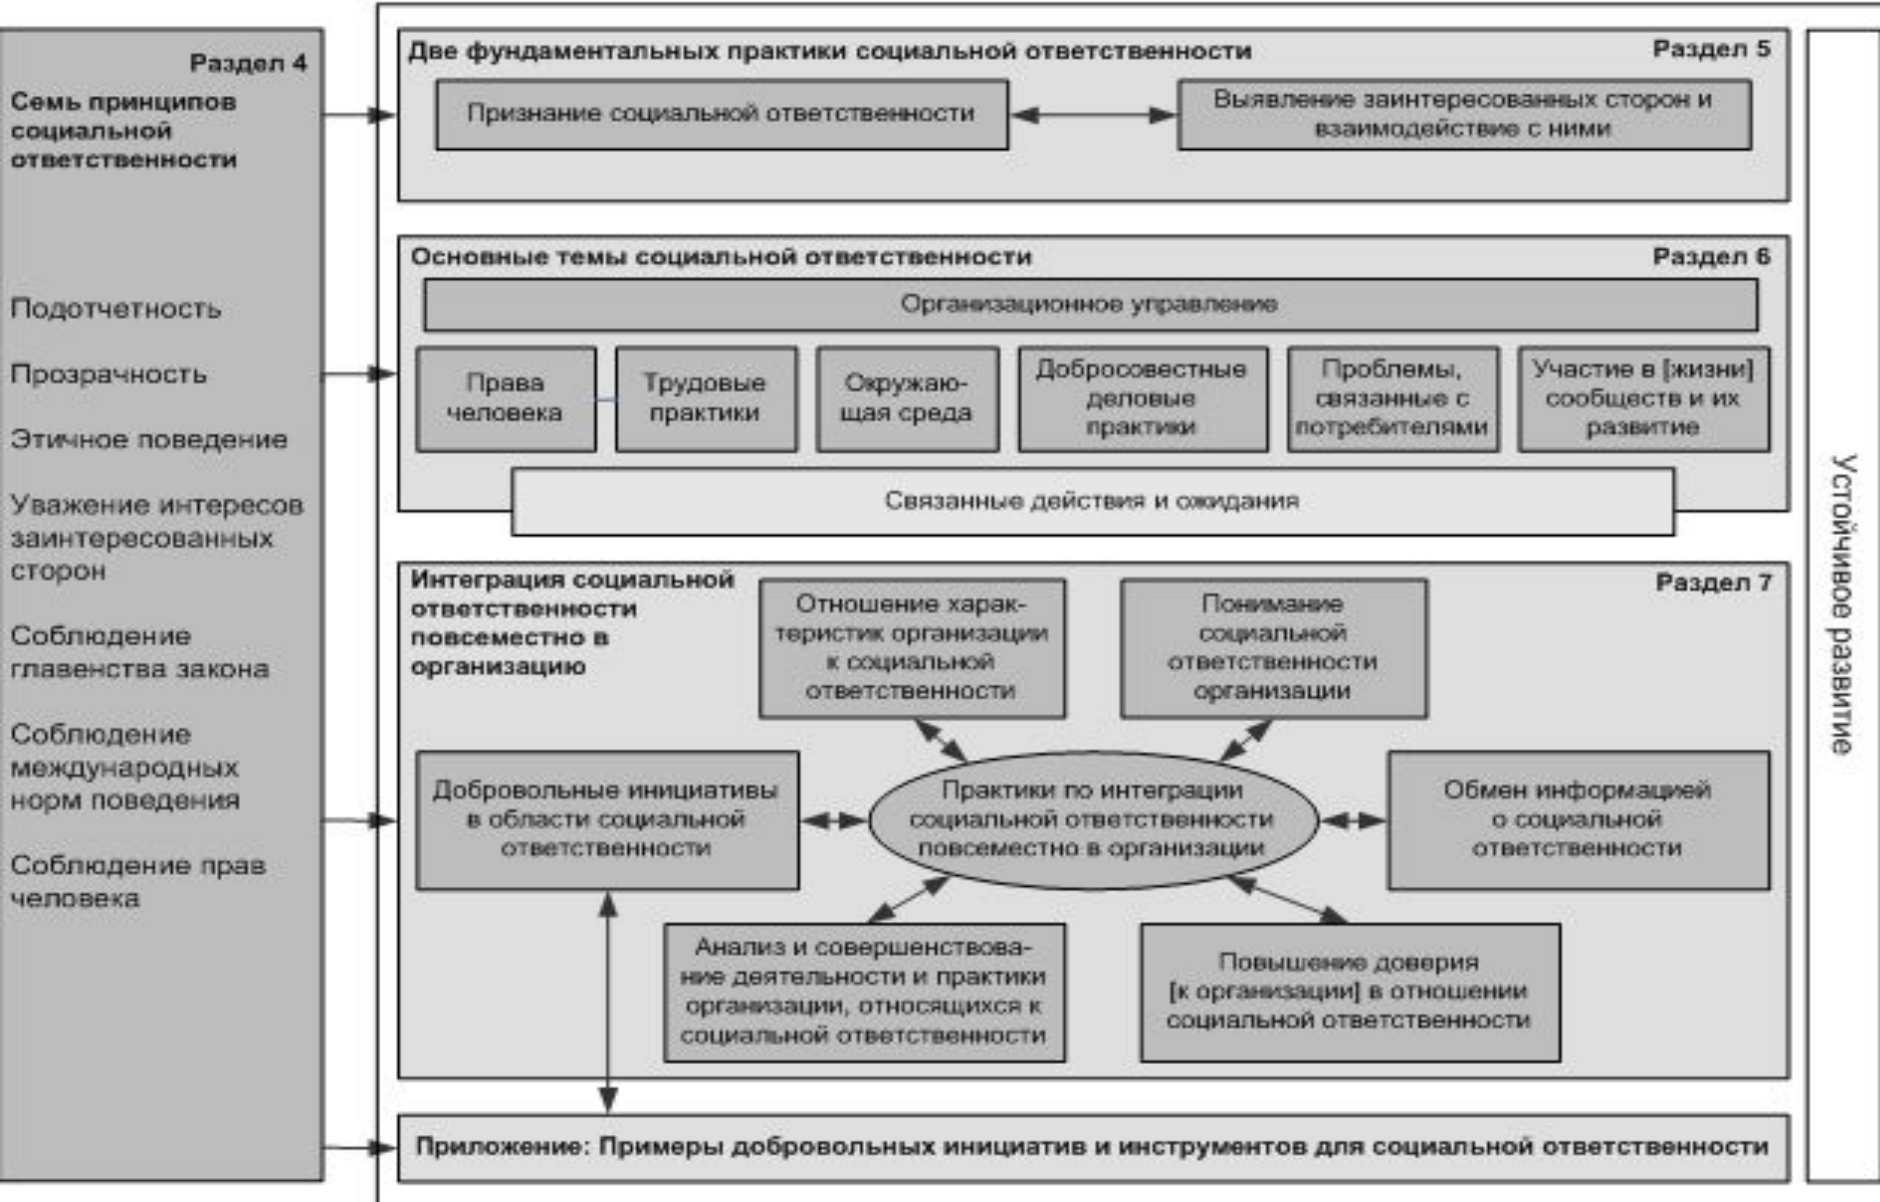 Раздел 4
Семь принципов
социальной
ответственности
Подотчетность
Прозрачность
Этичное поведение
Уважение интересов
заинтересованных
сторон
Соблюдение
главенства закона
Соблюдение
международных
норм поведения
Соблюдение прав
человека
Две фундаментальных практики социальной ответственности
Раздел 5
Признание социальной ответственности
Выявление заинтересованных сторон и
взаимодействие с ними
Основные темы социальной ответственности
Раздел 6
Организационное управление
Права
человека
Трудовые
практики
Окружаю-
щая среда
Добросовестные
деловые
практики
Проблемы,
связанные с
потребителями
Участие в [жизни]
сообществ и их
развитие
Связанные действия и ожидания
Интеграция социальной
ответственности
повсеместно в
организацию
Раздел 7
Отношение харак-
теристик организации
к социальной
ответственности
Понимание
социальной
ответственности
организации
Добровольные инициативы
в области социальной
ответственности
Практики по интеграции
социальной ответственности
повсеместно в организации
Обмен информацией
о социальной
ответственности
Анализ и совершенствова-
ние деятельности и практики
организации, относящихся к
социальной ответственности
Повышение доверия
[к организации] в отношении
социальной ответственности
Приложение: Примеры добровольных инициатив и инструментов для социальной ответственности
Устойчивое развитие